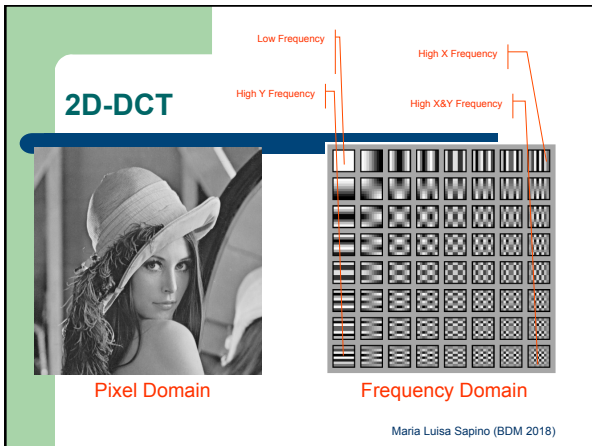 Low Frequency
High X Frequency
High Y Frequency
High X&Y Frequency
2D-DCT
Pixel Domain
Frequency Domain
Maria Luisa Sapino (BDM 2018)